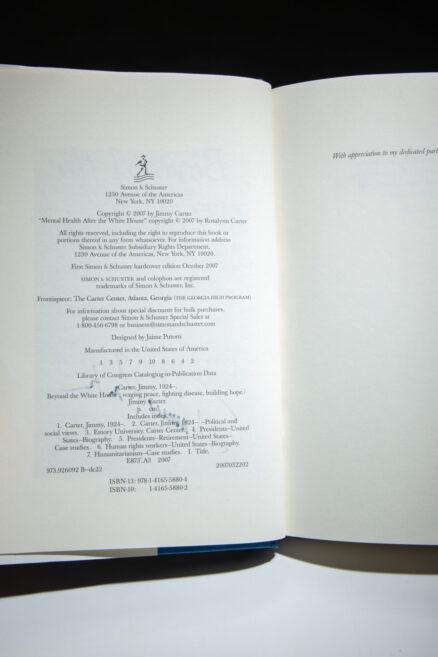 Simon & Schuster
1230 Avenue of the Americas
New York, NY 10020
Copyright © 2007 by Jimmy Carter
"Mental Health After the White House" copyright © 2007 by Rosalynn Carter
All rights reserved, including the right to reproduce this book or
portions thereof in any form whatsoever. For information address
Simon & Schuster Subsidiary Rights Department,
1230 Avenue of the Americas, New York, NY 10020.
First Simon & Schuster hardcover edition October 2007
SIMON & SCHUSTER and colophon are registered
trademarks of Simon & Schuster, Inc.
Frontispiece: The Carter Center, Atlanta, Georgia (THE GEORGIA HIGH PROGRAM)
For information about special discounts for bulk purchases,
please contact Simon & Schuster Special Sales at
1-800-456-6798 or business@simonandschuster.com
Designed by Jaime Putorti
Manufactured in the United States of America
1 3 5 7 9 10 8 6 4 2
Library of Congress Cataloging-in-Publication Data
Carter, Jimmy, 1924–.
Beyond the White House : waging peace, fighting disease, building hope /
Jimmy Carter.
p. cm.
Includes index.
1. Carter, Jimmy, 1924– 2. Carter, Jimmy, 1924– –Political and
social views. 3. Emory University. Carter Center. 4. Presidents–United
States–Biography. 5. Presidents–Retirement–United States–
Case studies. 6. Human rights workers–United States–Biography.
7. Humanitarianism–Case studies. I. Title.
E873.A3 2007
973.926092 B–dc22 2007032202
ISBN-13: 978-1-4165-5880-4
ISBN-10: 1-4165-5880-2
With appreciation to my dedicated part